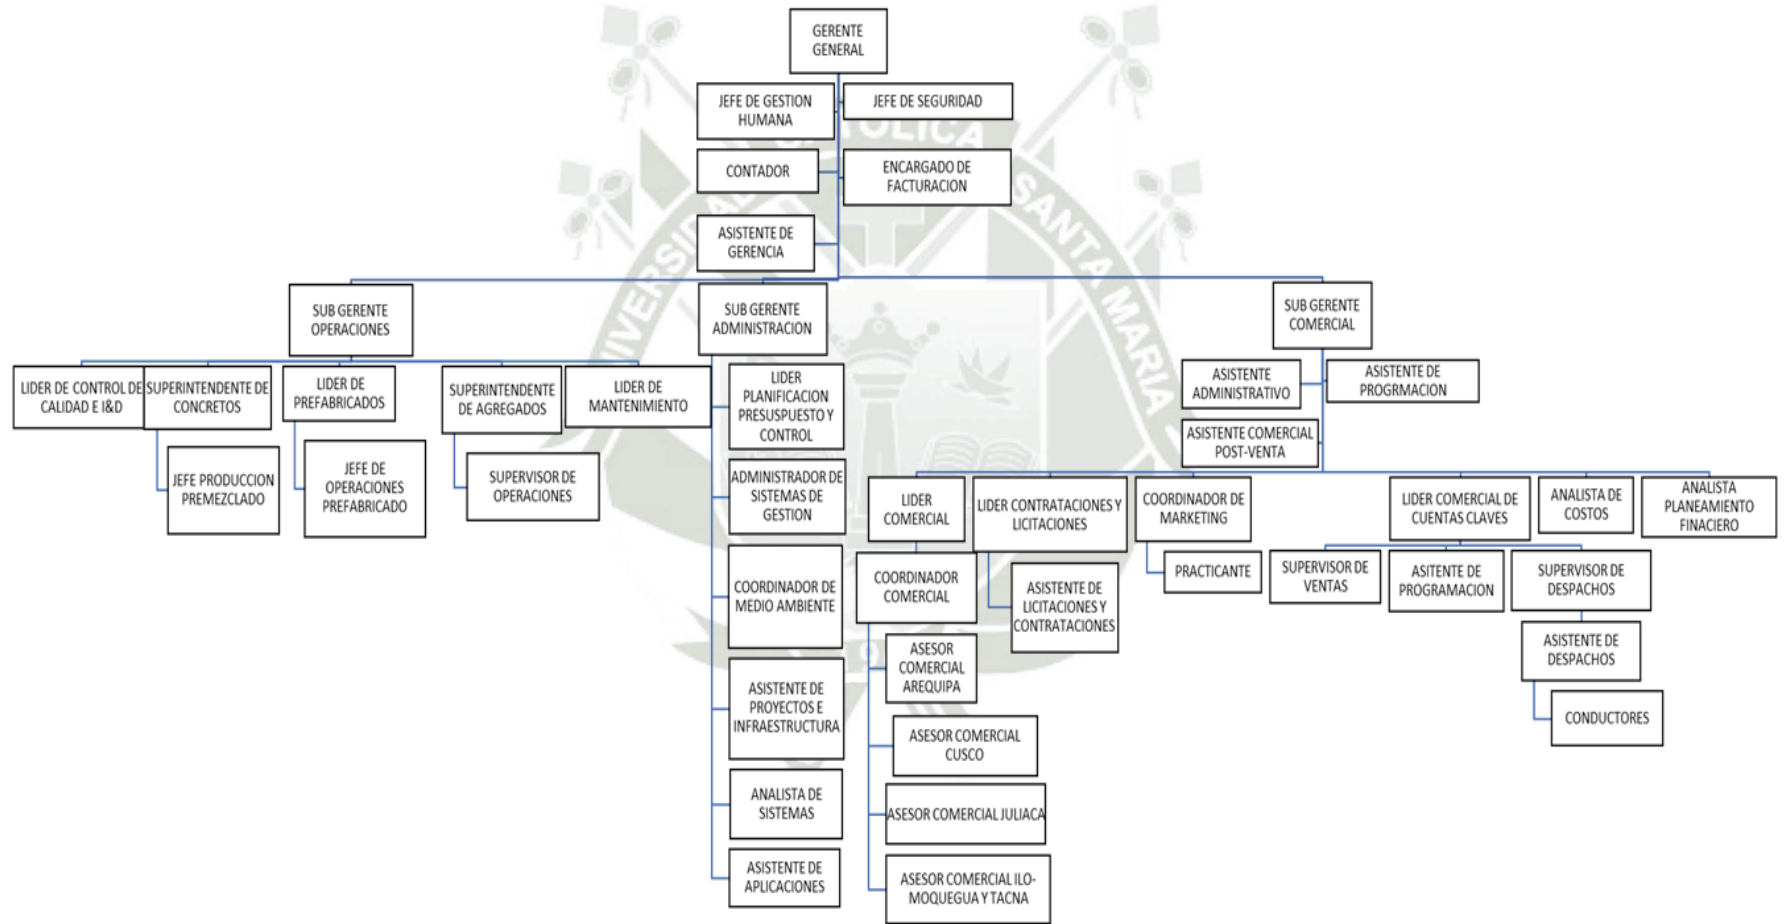 GERENTE
GENERAL
JEFE DE GESTION
HUMANA
JEFE DE SEGURIDAD
CONTADOR
ENCARGADO DE
FACTURACION
ASISTENTE DE
GERENCIA
SUB GERENTE
OPERACIONES
SUB GERENTE
ADMINISTRACION
SUB GERENTE
COMERCIAL
LIDER DE CONTROL DE
CALIDAD E I&D
SUPERINTENDENTE DE
CONCRETOS
LIDER DE
PREFABRICADOS
SUPERINTENDENTE
DE AGREGADOS
LIDER DE
MANTENIMIENTO
JEFE PRODUCCION
PREMEZCLADO
JEFE DE
OPERACIONES
PREFABRICADO
SUPERVISOR DE
OPERACIONES
LIDER
PLANIFICACION
PRESUSPUESTO Y
CONTROL
ADMINISTRADOR DE
SISTEMAS DE
GESTION
COORDINADOR DE
MEDIO AMBIENTE
ASISTENTE DE
PROYECTOS E
INFRAESTRUCTURA
ANALISTA DE
SISTEMAS
ASISTENTE DE
APLICACIONES
ASISTENTE
ADMINISTRATIVO
ASISTENTE DE
PROGRMACION
ASISTENTE COMERCIAL
POST-VENTA
LIDER
COMERCIAL
LIDER CONTRATACIONES Y
LICITACIONES
COORDINADOR DE
MARKETING
LIDER COMERCIAL DE
CUENTAS CLAVES
ANALISTA DE
COSTOS
ANALISTA
PLANEAMIENTO
FINACIERO
COORDINADOR
COMERCIAL
ASISTENTE DE
LICITACIONES Y
CONTRATACIONES
PRACTICANTE
SUPERVISOR DE
VENTAS
ASITENTE DE
PROGRAMACION
SUPERVISOR DE
DESPACHOS
ASESOR
COMERCIAL
AREQUIPA
ASISTENTE DE
DESPACHOS
CONDUCTORES
ASESOR COMERCIAL
CUSCO
ASESOR COMERCIAL JULIACA
ASESOR COMERCIAL ILO-
MOQUEGUA Y TACNA
SANTA MARIA